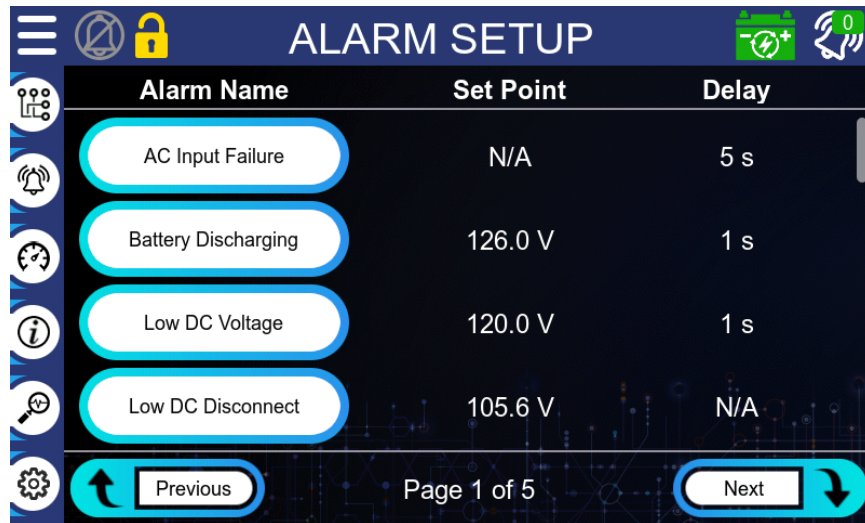 ALARM SETUP
- +
0
Alarm Name Set Point Delay
AC Input Failure N/A 5 s
Battery Discharging 126.0 V 1 s
i
Low DC Voltage 120.0 V 1 s
Low DC Disconnect 105.6 V N/A
Previous Page 1 of 5 Next